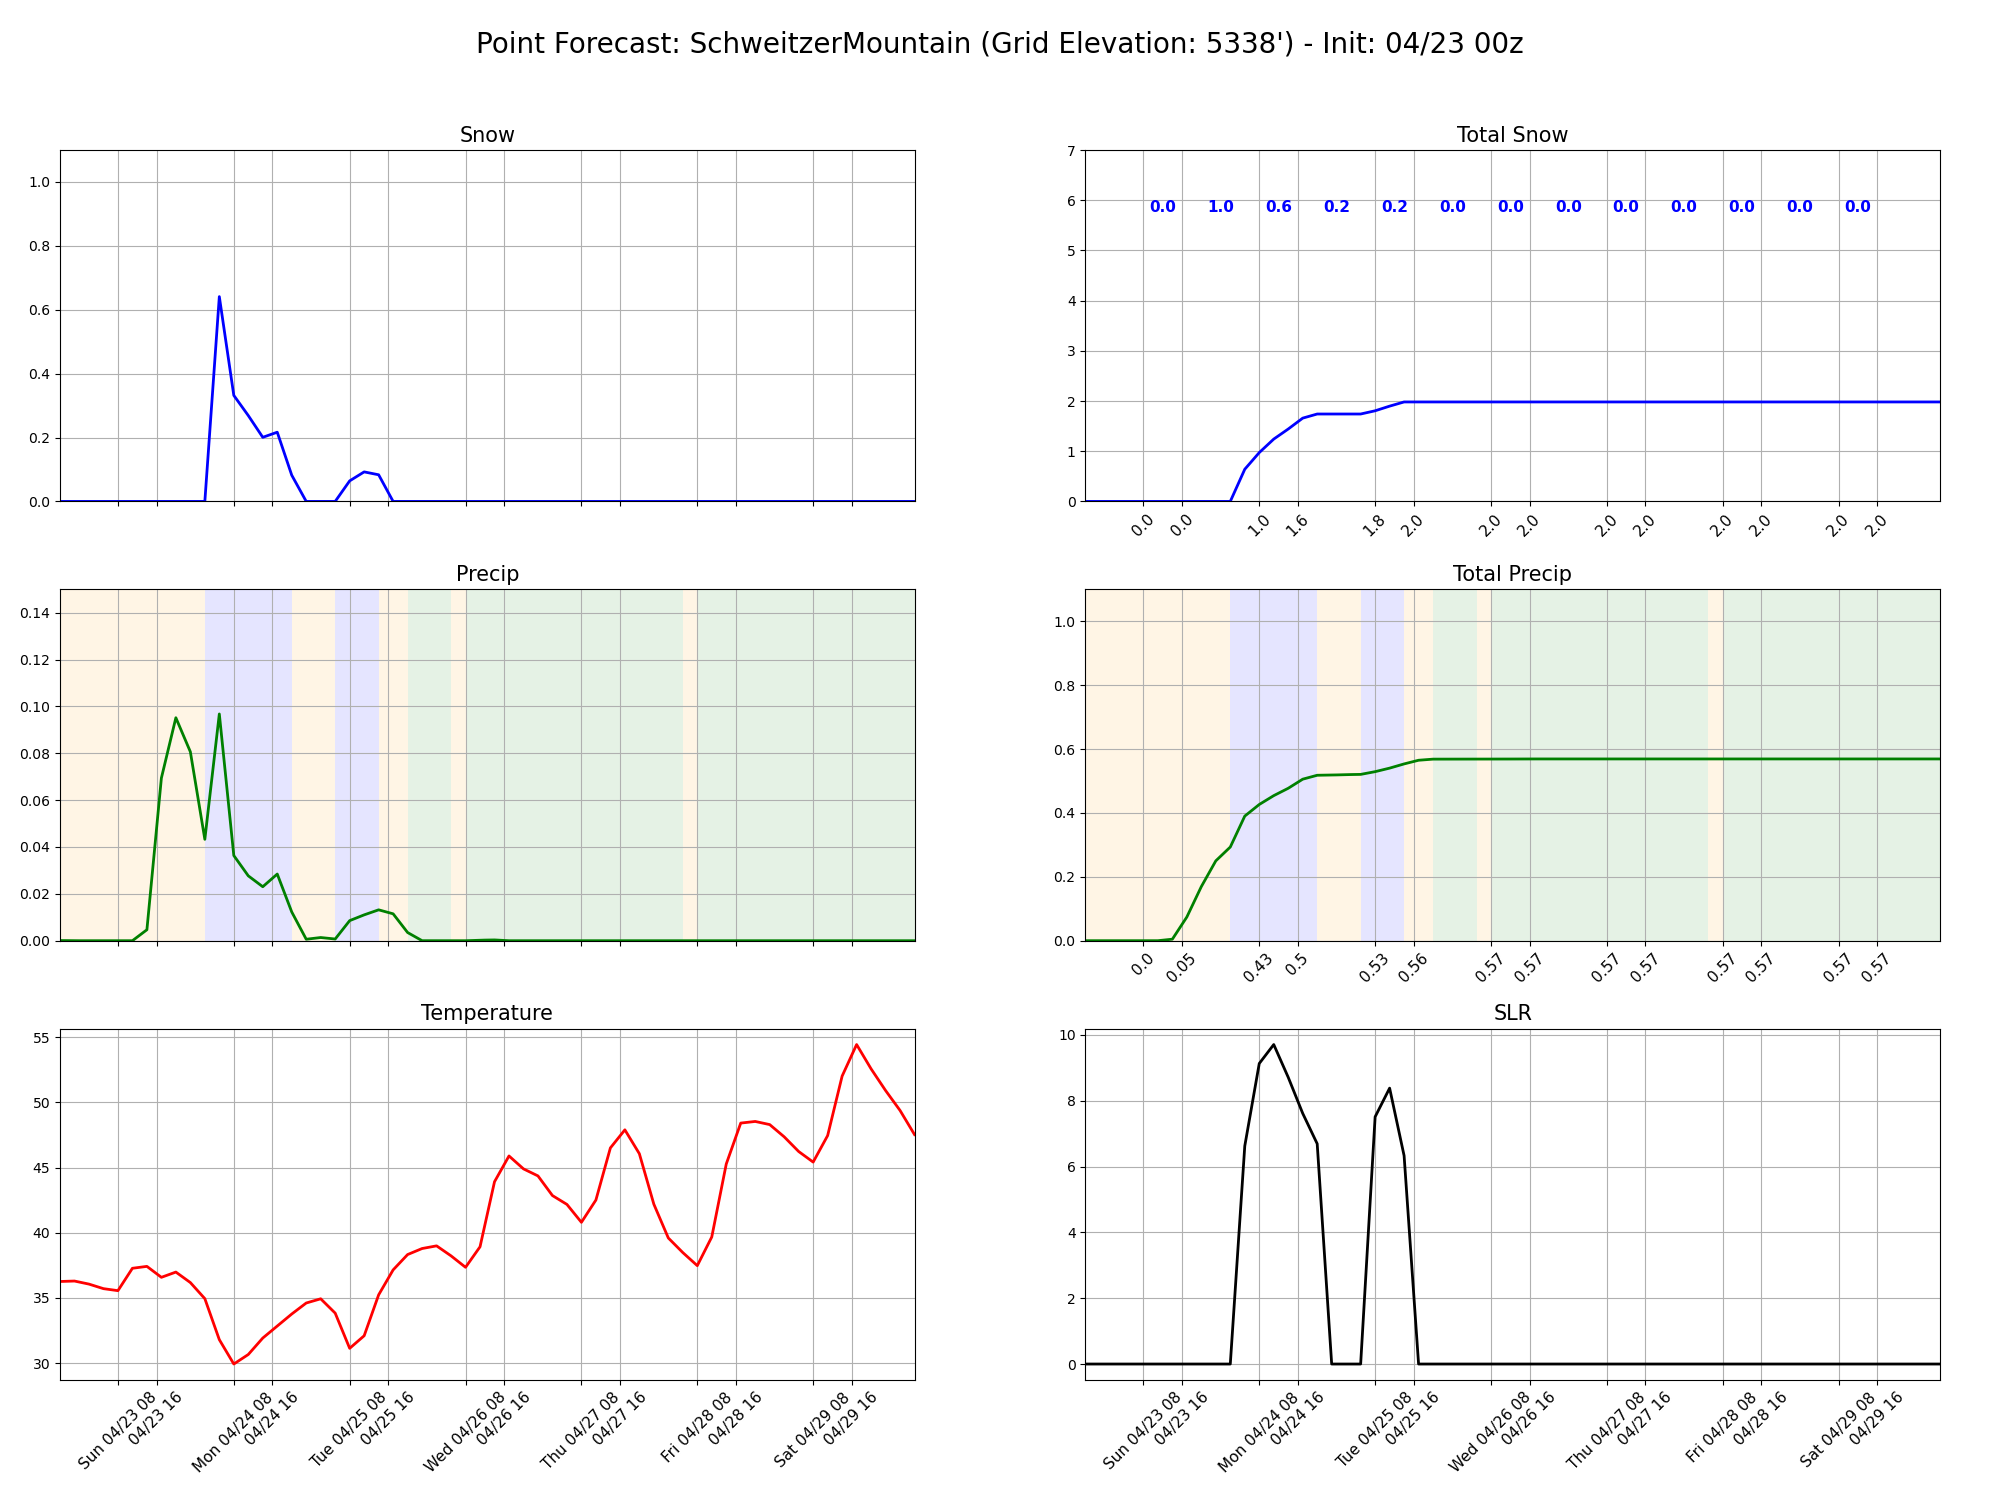 Point Forecast: SchweitzerMountain (Grid Elevation: 5338') - Init: 04/23 00z
Snow
1.0
0.8
0.6
0.4
0.2
0.0
Total Snow
7
6
5
4
3
2
1
0
0.0 1.0 0.6 0.2 0.2 0.0 0.0 0.0 0.0 0.0 0.0 0.0 0.0
0.0 0.0 1.0 1.6 1.8 2.0 2.0 2.0 2.0 2.0 2.0 2.0 2.0 2.0
Precip
0.14
0.12
0.10
0.08
0.06
0.04
0.02
0.00
Total Precip
1.0
0.8
0.6
0.4
0.2
0.0
0.0 0.05 0.43 0.5 0.53 0.56 0.57 0.57 0.57 0.57 0.57 0.57 0.57 0.57
Temperature
55
50
45
40
35
30
Sun 04/23 08
04/23 16
Mon 04/24 08
04/24 16
Tue 04/25 08
04/25 16
Wed 04/26 08
04/26 16
Thu 04/27 08
04/27 16
Fri 04/28 08
04/28 16
Sat 04/29 08
04/29 16
SLR
10
8
6
4
2
0
Sun 04/23 08
04/23 16
Mon 04/24 08
04/24 16
Tue 04/25 08
04/25 16
Wed 04/26 08
04/26 16
Thu 04/27 08
04/27 16
Fri 04/28 08
04/28 16
Sat 04/29 08
04/29 16